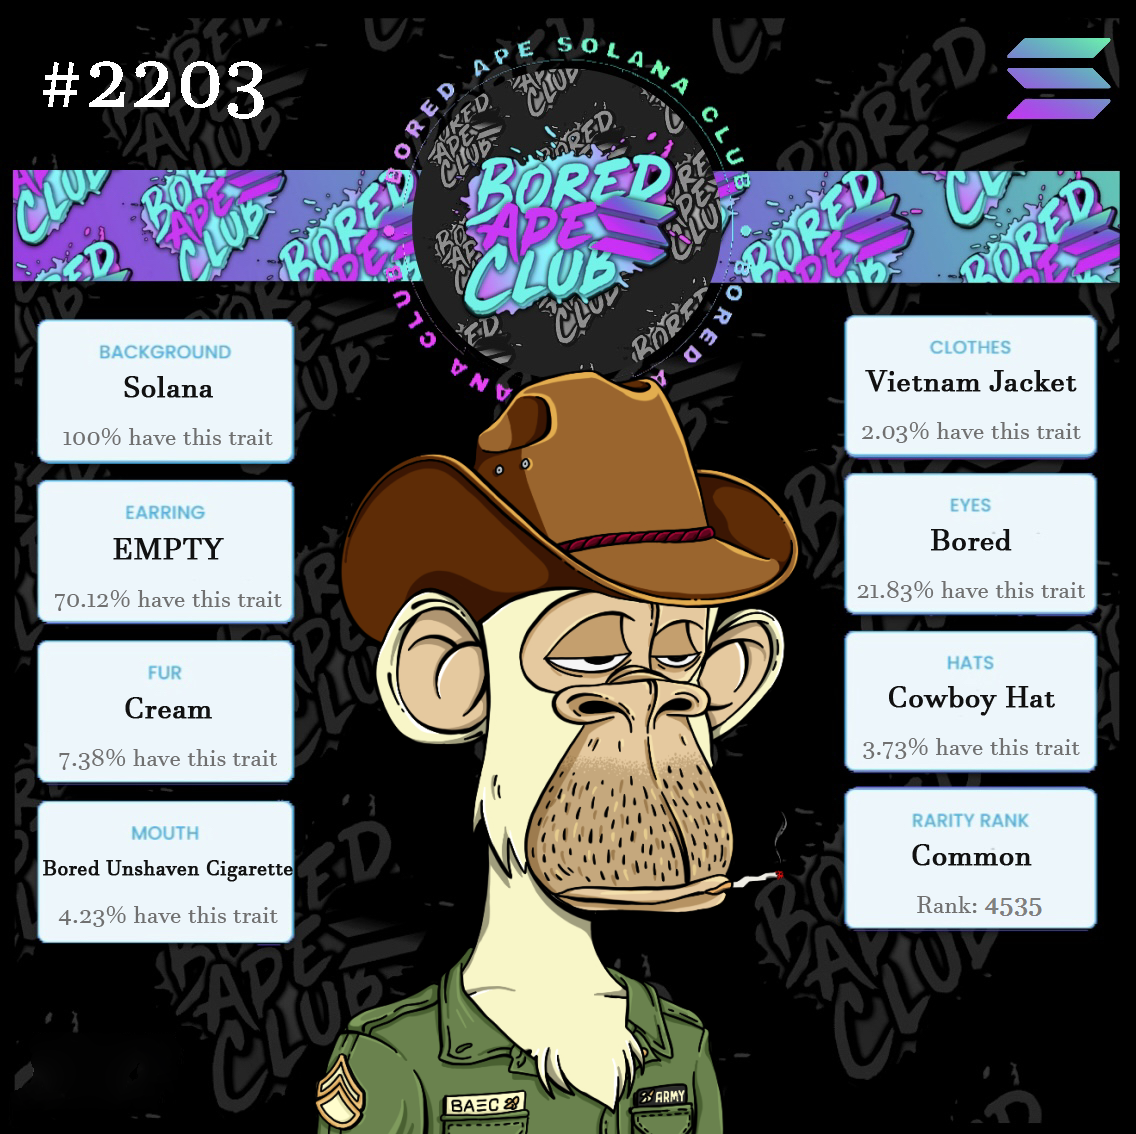 #2203
BORED APE SOLANA CLUB
BORED
APE
CLUB
BACKGROUND
Solana
100% have this trait
EARRING
EMPTY
70.12% have this trait
FUR
Cream
7.38% have this trait
MOUTH
Bored Unshaven Cigarette
4.23% have this trait
CLOTHES
Vietnam Jacket
2.03% have this trait
EYES
Bored
21.83% have this trait
HATS
Cowboy Hat
3.73% have this trait
RARITY RANK
Common
Rank: 4535
BAEC
ARMY